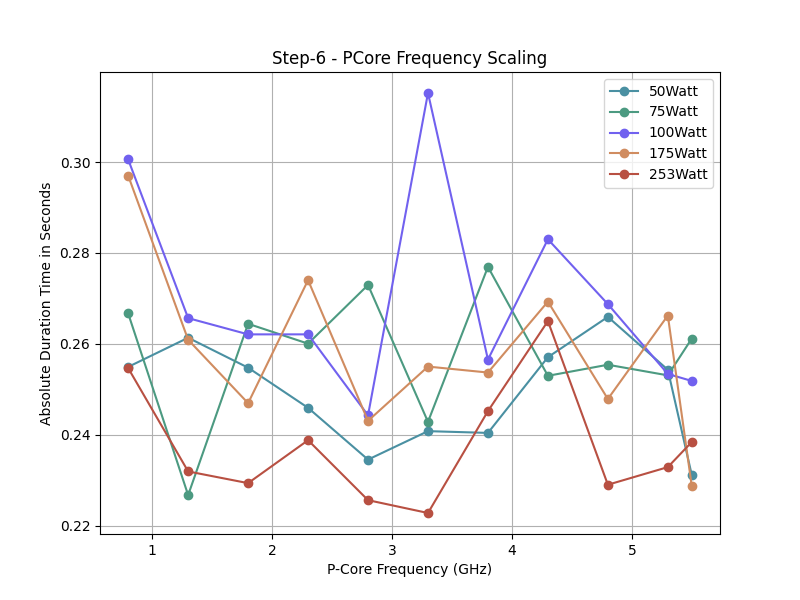 Step-6 - PCore Frequency Scaling
50Watt
75Watt
100Watt
175Watt
253Watt
Absolute Duration Time in Seconds
0.30
0.28
0.26
0.24
0.22
1 2 3 4 5
P-Core Frequency (GHz)